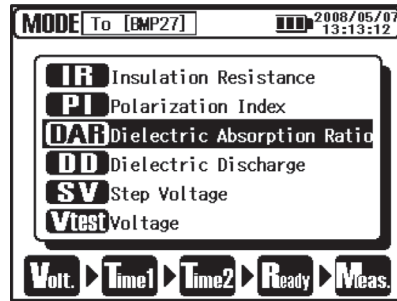 MODE To [BMP27] 2008/05/07
13:13:12
IR Insulation Resistance
PI Polarization Index
DAR Dielectric Absorption Ratio
DD Dielectric Discharge
SV Step Voltage
Vtest Voltage
Volt. Time1 Time2 Ready Meas.